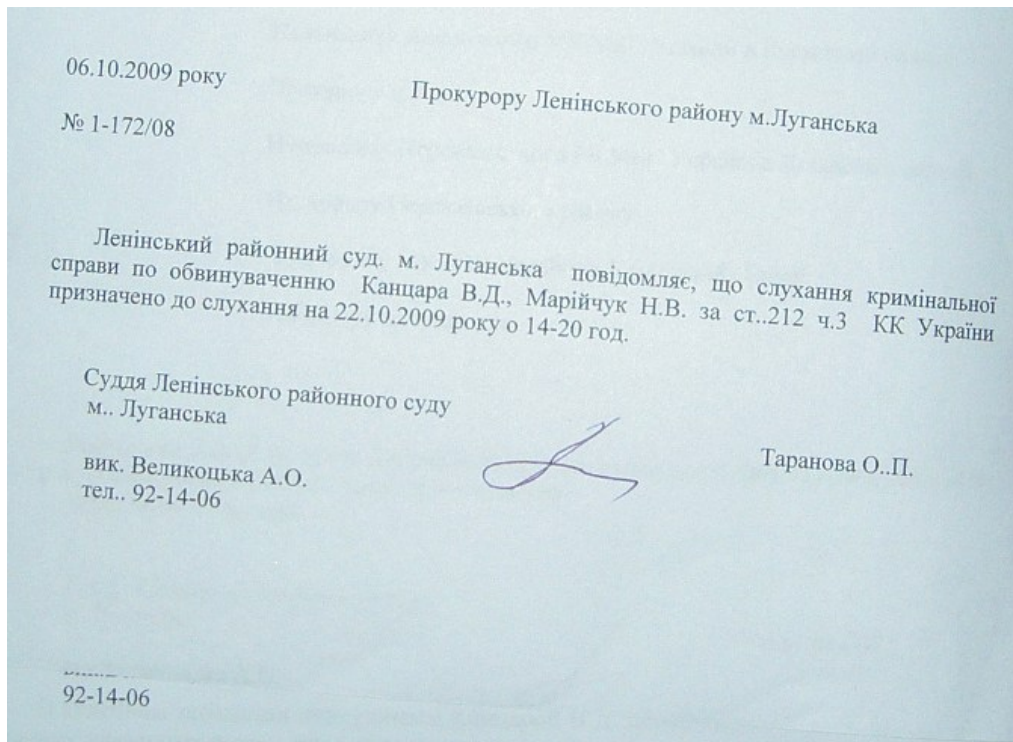 06.10.2009 року
Прокурору Ленінського району м.Луганська
№ 1-172/08
Ленінський районний суд. м. Луганська повідомляє, що слухання кримінальної
справи по обвинуваченню Канцара В.Д., Марійчук Н.В. за ст..212 ч.3 КК України
призначено до слухання на 22.10.2009 року о 14-20 год.
Суддя Ленінського районного суду
м.. Луганська
Таранова О..П.
вик. Великоцька А.О.
тел.. 92-14-06
92-14-06